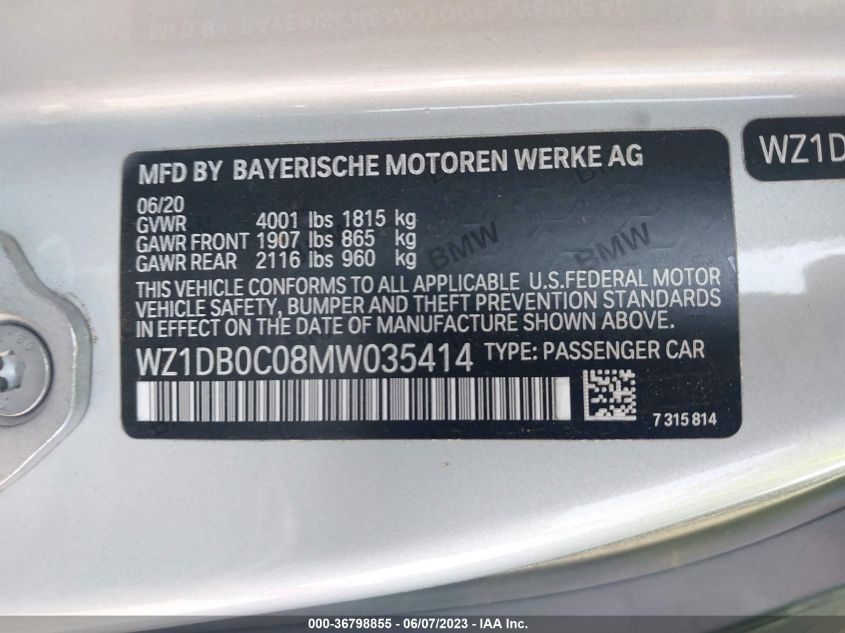 MFD BY BAYERISCHE MOTOREN WERKE AG
WZ1D
06/20
GVWR 4001 lbs 1815 kg
GAWR FRONT 1907 lbs 865 kg
GAWR REAR 2116 lbs 960 kg
BMW BMW
THIS VEHICLE CONFORMS TO ALL APPLICABLE U.S.FEDERAL MOTOR
VEHICLE SAFETY, BUMPER AND THEFT PREVENTION STANDARDS
IN EFFECT ON THE DATE OF MANUFACTURE SHOWN ABOVE.
WZ1DB0C08MW035414 TYPE: PASSENGER CAR
7 315 814
000-36798855 - 06/07/2023 - IAA Inc.